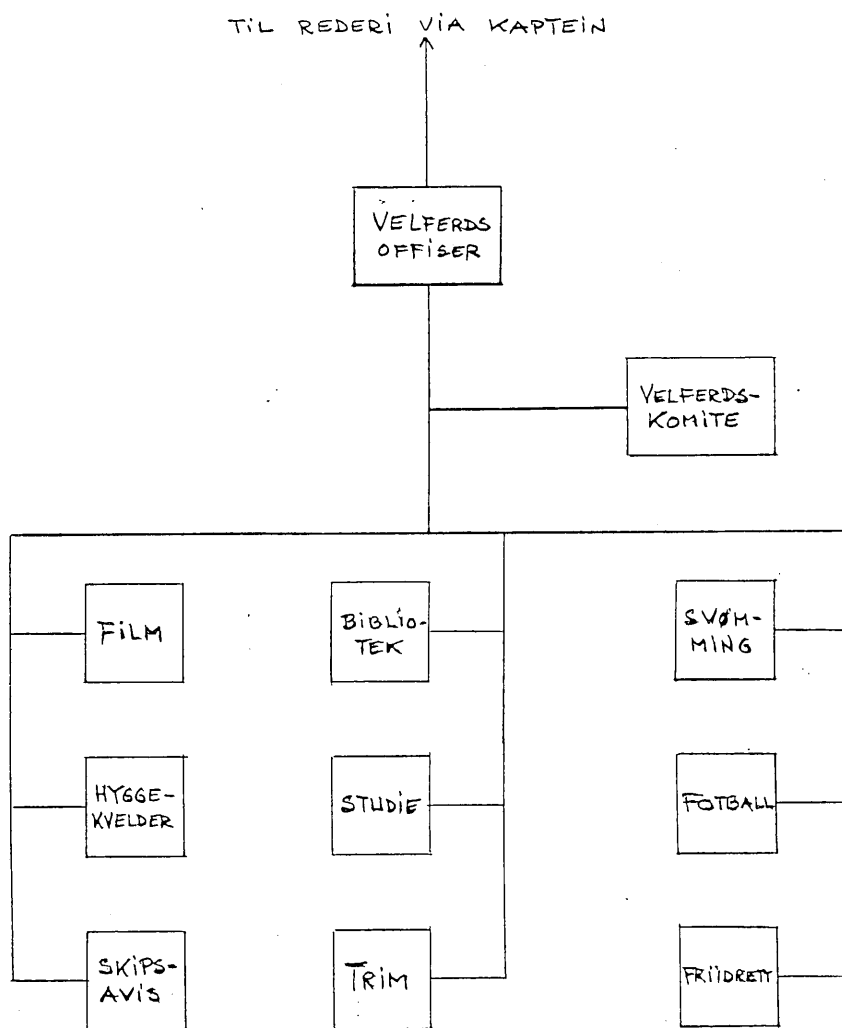 TIL REDERI VIA KAPTEIN
VELFERDS
OFFISER
VELFERDS-
KOMITE
FILM
BIBLIO-
TEK
SVØM-
MING
HYGGE-
KVELDER
STUDIE
FOTBALL
SKIPS-
AVIS
TRIM
FRIIDRETT